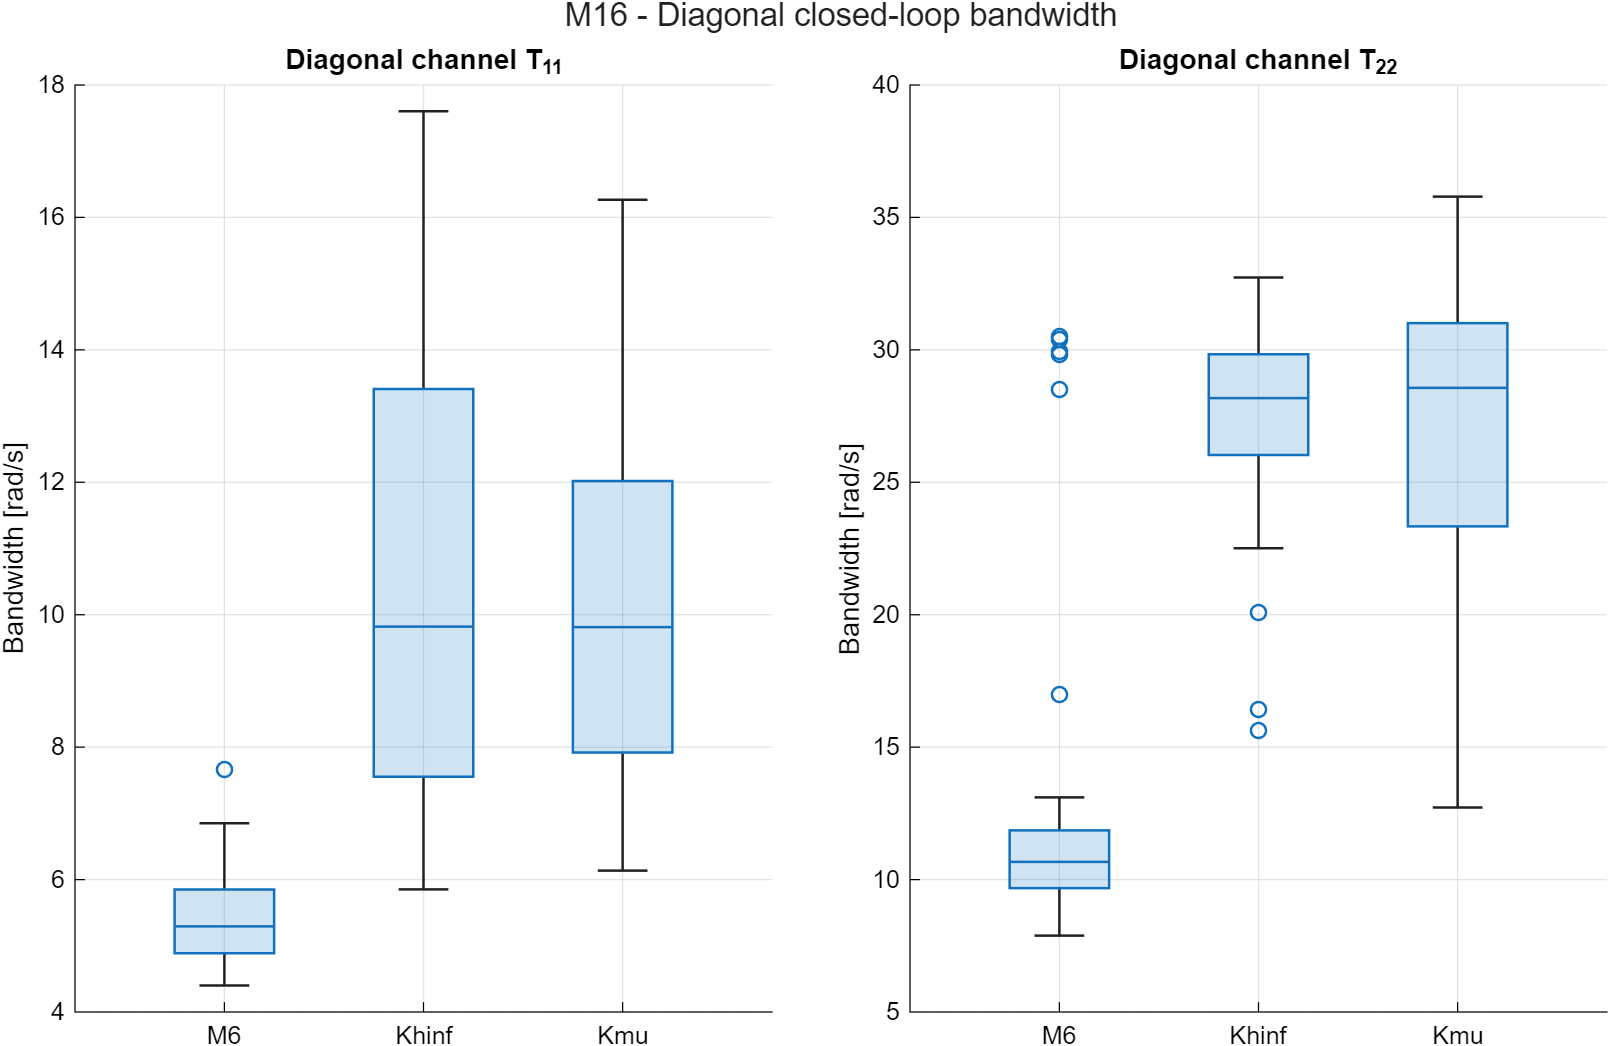 M16 - Diagonal closed-loop bandwidth
Diagonal channel T11
18
16
14
12
10
8
6
4
Bandwidth [rad/s]
M6
Khinf
Kmu
Diagonal channel T22
40
35
30
25
20
15
10
5
Bandwidth [rad/s]
M6
Khinf
Kmu